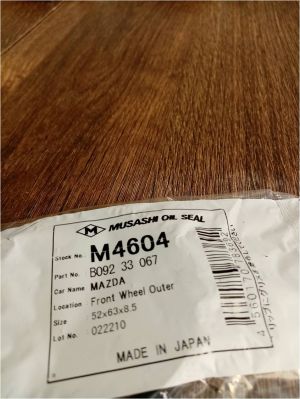 M MUSASHI OIL SEAL
Stock No. M4604
Part No. B092 33 067
Car Name MAZDA
Location Front Wheel Outer
Size : 52x63x8.5
Lot No. : 022210
MADE IN JAPAN